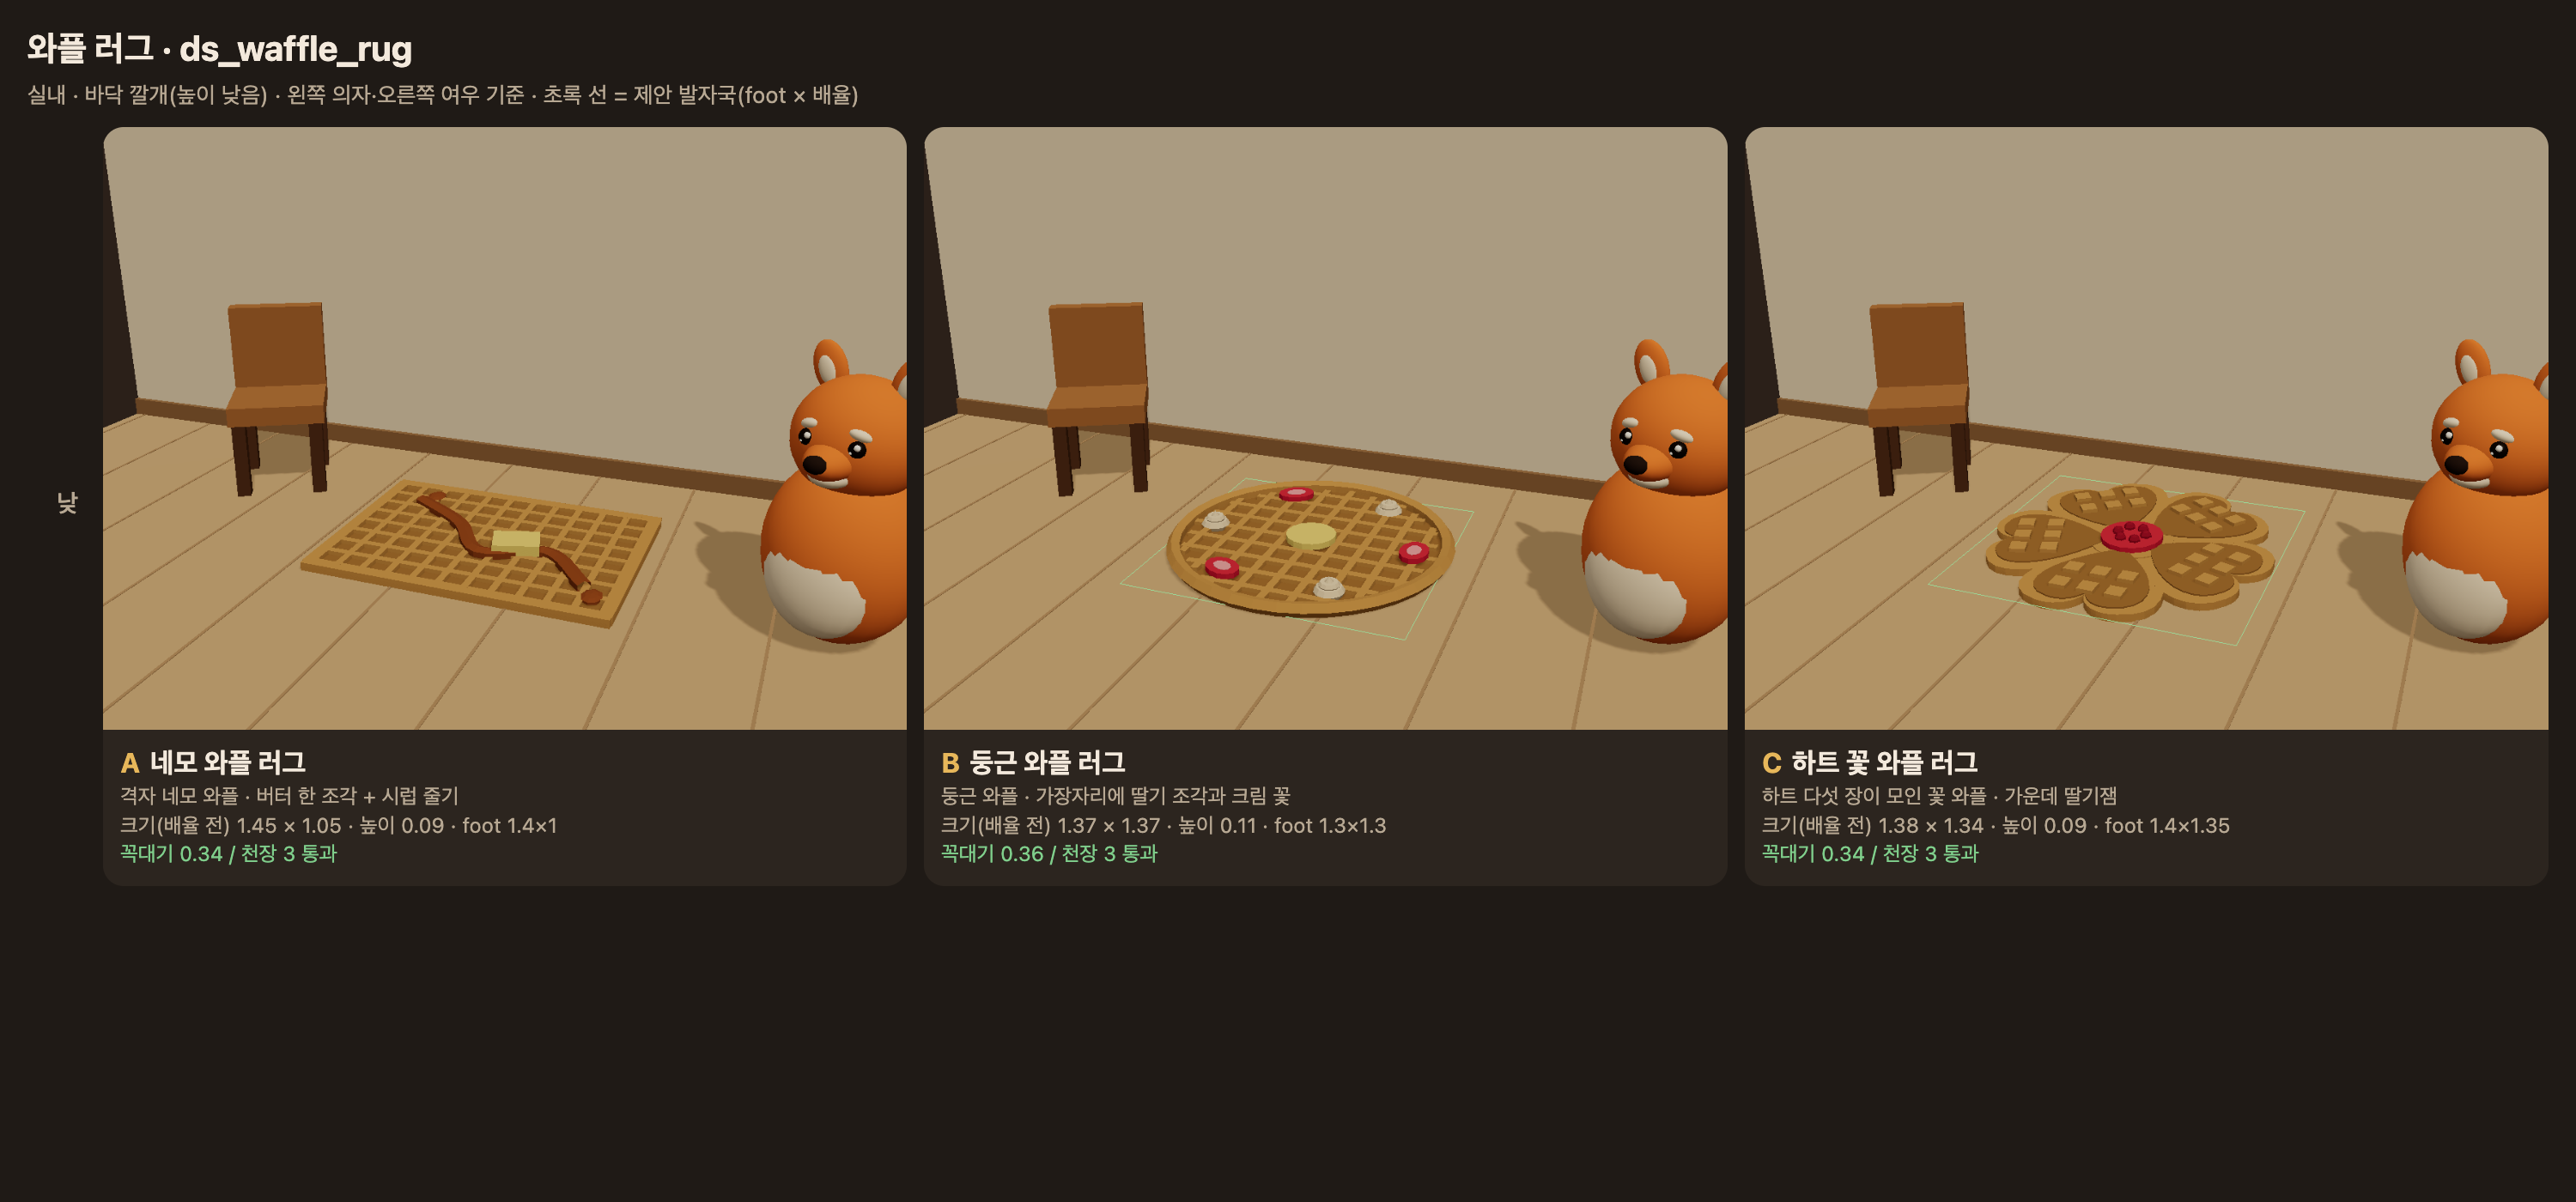 와플 러그 · ds_waffle_rug
실내 · 바닥 깔개(높이 낮음) · 왼쪽 의자·오른쪽 여우 기준 · 초록 선 = 제안 발자국(foot × 배율)
낮
A 네모 와플 러그
격자 네모 와플 · 버터 한 조각 + 시럽 줄기
크기(배율 전) 1.45 × 1.05 · 높이 0.09 · foot 1.4×1
꼭대기 0.34 / 천장 3 통과
B 둥근 와플 러그
둥근 와플 · 가장자리에 딸기 조각과 크림 꽃
크기(배율 전) 1.37 × 1.37 · 높이 0.11 · foot 1.3×1.3
꼭대기 0.36 / 천장 3 통과
C 하트 꽃 와플 러그
하트 다섯 장이 모인 꽃 와플 · 가운데 딸기잼
크기(배율 전) 1.38 × 1.34 · 높이 0.09 · foot 1.4×1.35
꼭대기 0.34 / 천장 3 통과